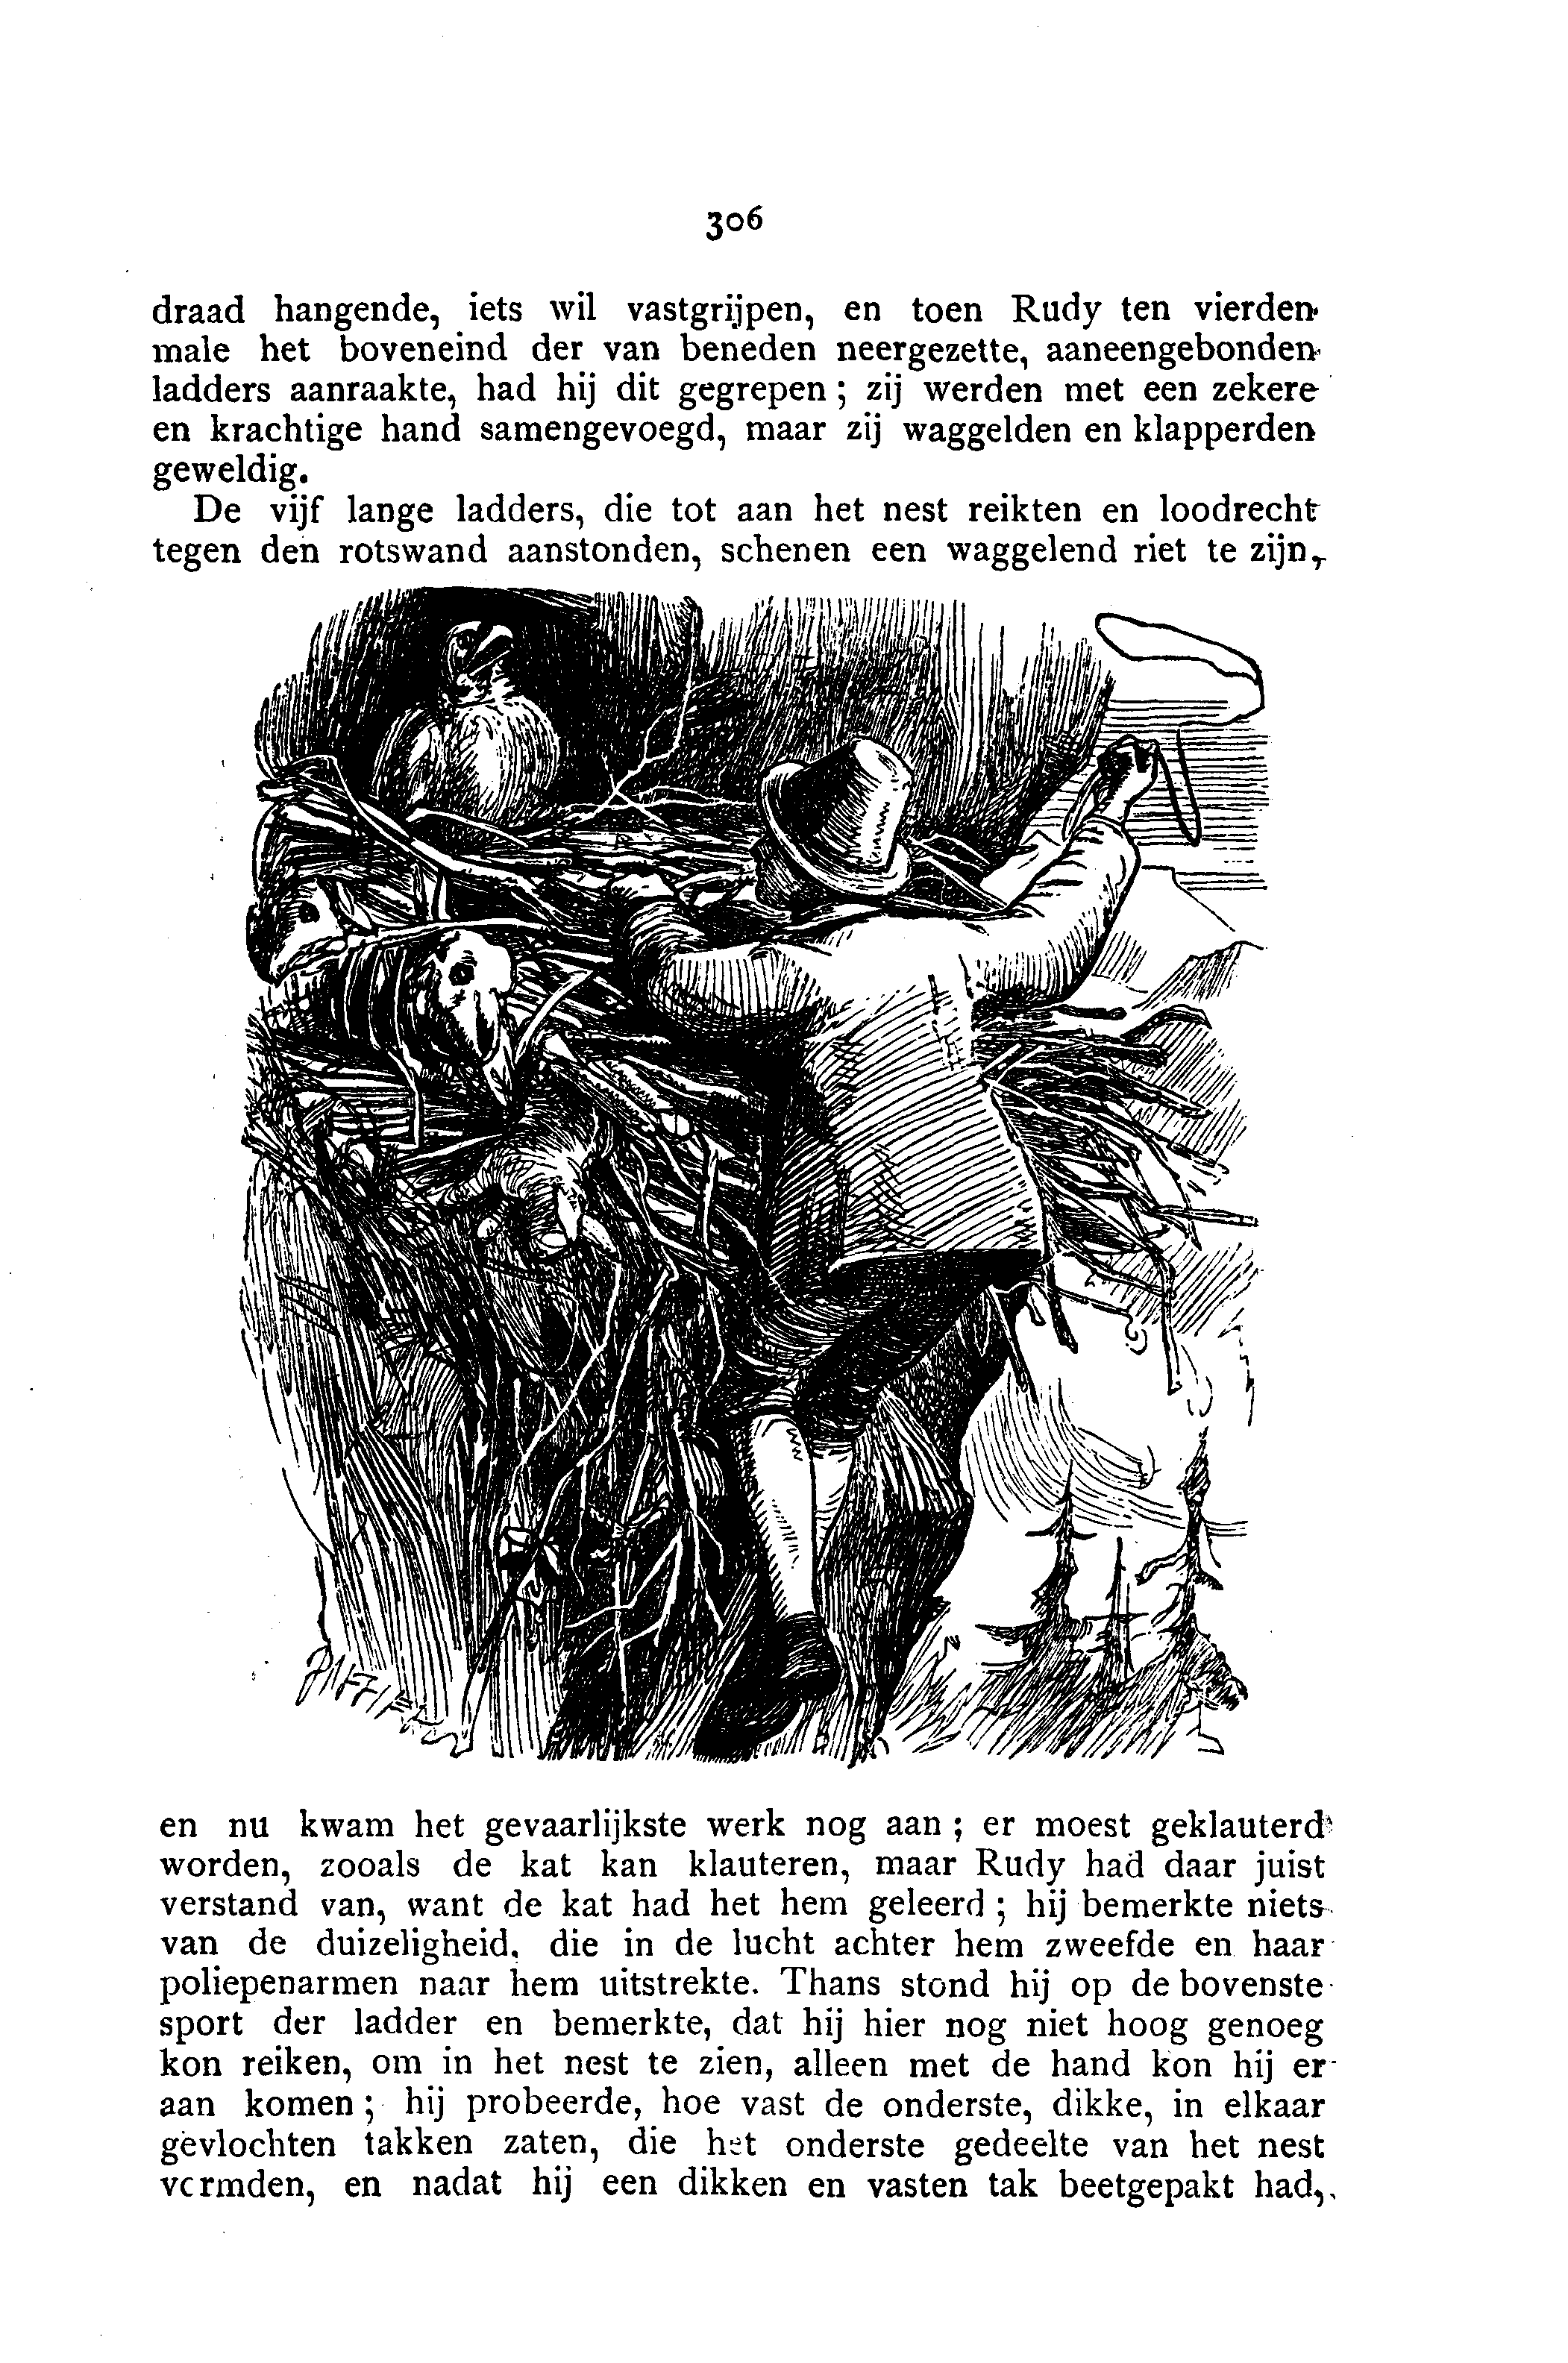 306
draad hangende, iets wil vastgrijpen, en toen Rudy ten vierden
male het boveneind der van beneden neergezette, aaneengebonden
ladders aanraakte, had hij dit gegrepen ; zij werden met een zekere
en krachtige hand samengevoegd, maar zij waggelden en klapperden
geweldig.
De vijf lange ladders, die tot aan het nest reikten en loodrecht
tegen den rotswand aanstonden, schenen een waggelend riet te zijn,
en nu kwam het gevaarlijkste werk nog aan ; er moest geklauterd
worden, zooals de kat kan klauteren, maar Rudy had daar juist
verstand van, want de kat had het hem geleerd ; hij bemerkte niets
van de duizeligheid, die in de lucht achter hem zweefde en haar
poliepenarmen naar hem uitstrekte. Thans stond hij op de bovenste
sport der ladder en bemerkte, dat hij hier nog niet hoog genoeg
kon reiken, om in het nest te zien, alleen met de hand kon hij er
aan komen ; hij probeerde, hoe vast de onderste, dikke, in elkaar
gevlochten takken zaten, die het onderste gedeelte van het nest
vormden, en nadat hij een dikken en vasten tak beetgepakt had,